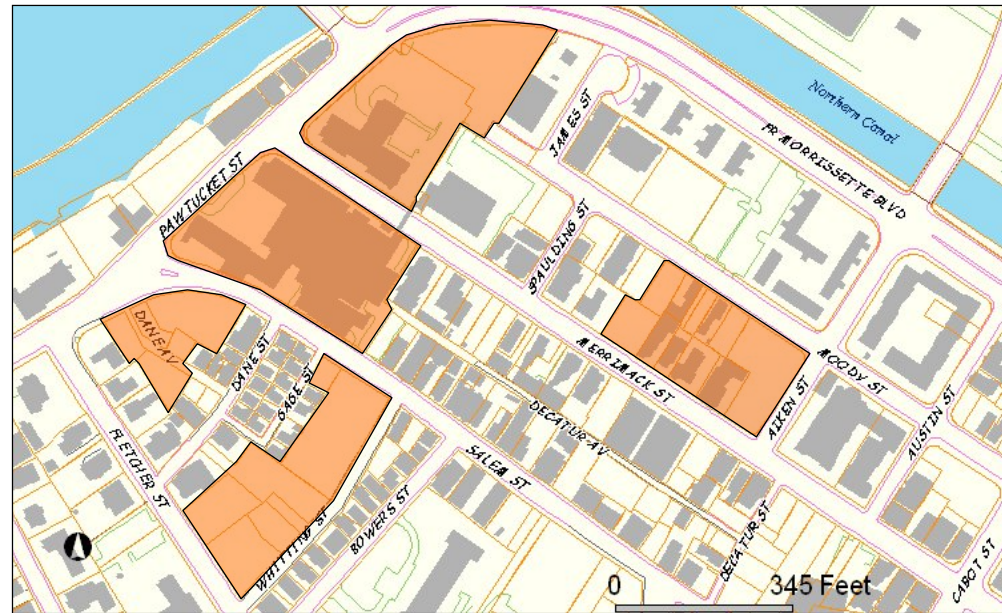 Northern Canal
FR MORRISSETTE BLVD
JAMES ST
PAWTUCKET ST
SPAULDING ST
MERRIMACK ST
MOODY ST
AIKEN ST
AUSTIN ST
DANE AV
DANE ST
GAGE ST
DECATUR AV
FLETCHER ST
SALEM ST
WHITING ST
BOWERS ST
DECATUR ST
CABOT ST
0 345 Feet